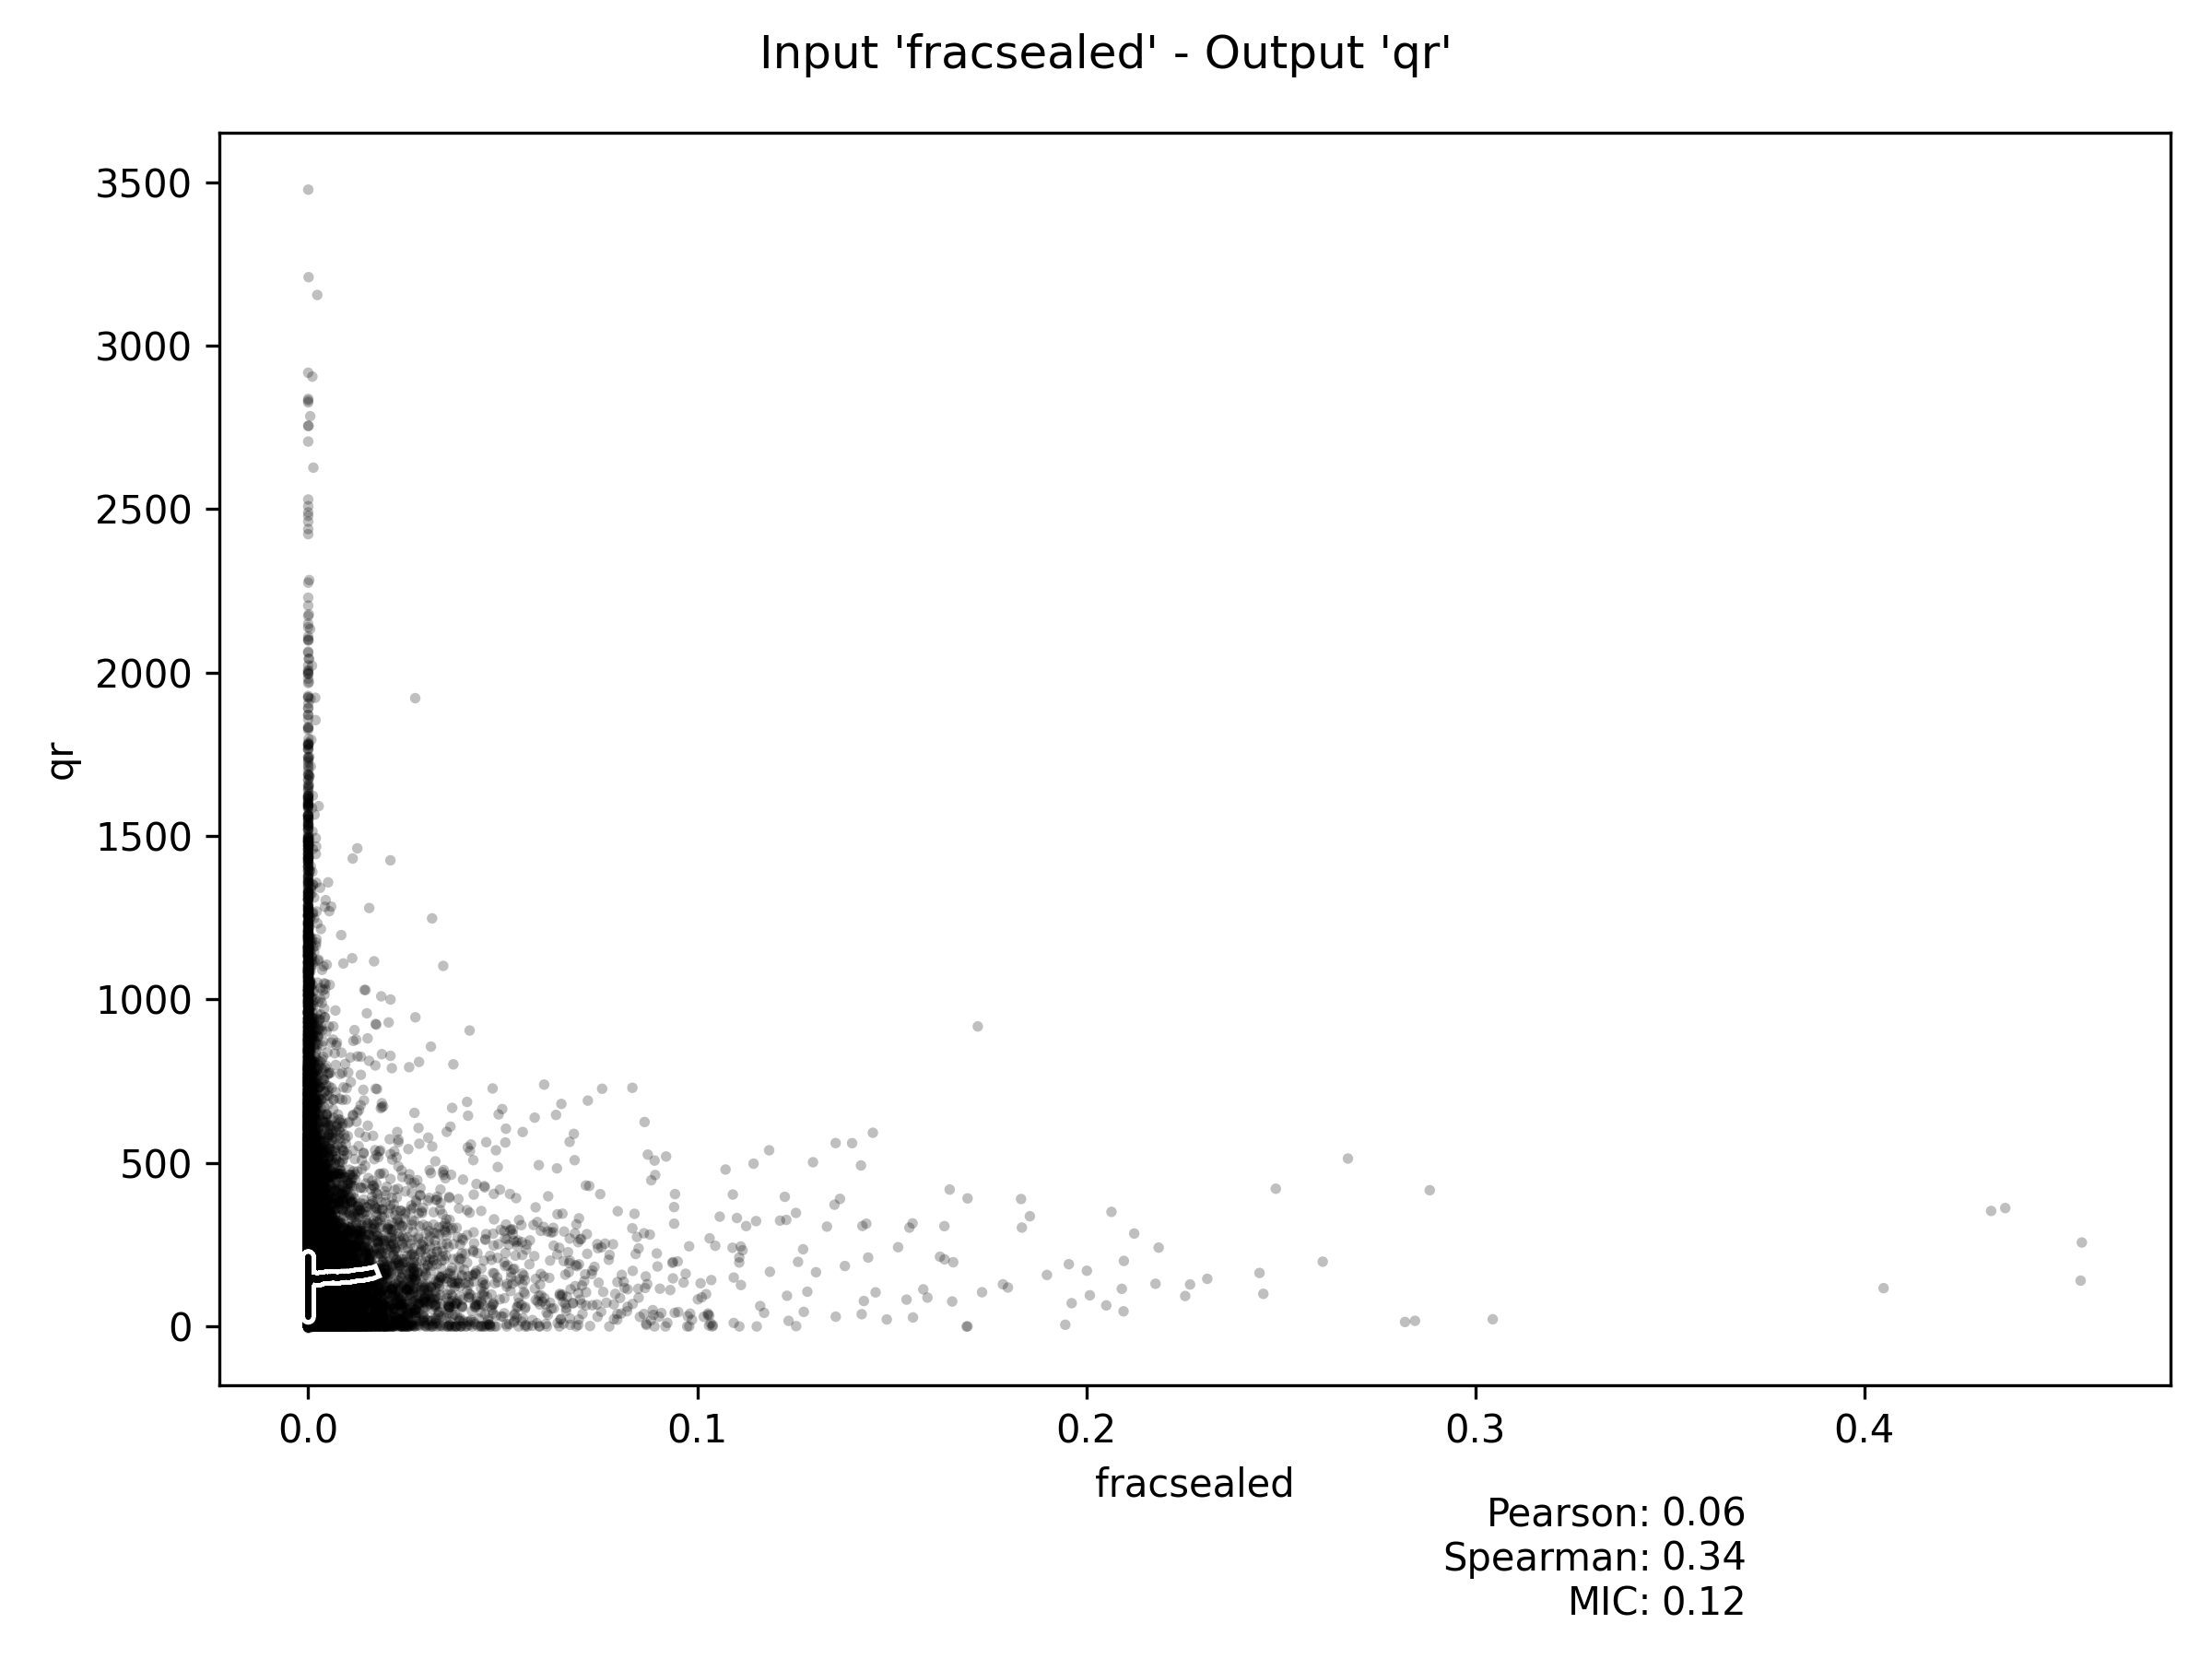 Input 'fracsealed' - Output 'qr'
3500
3000
2500
2000
1500
1000
500
0
qr
0.0 0.1 0.2 0.3 0.4
fracsealed
Pearson: 0.06
Spearman: 0.34
MIC: 0.12